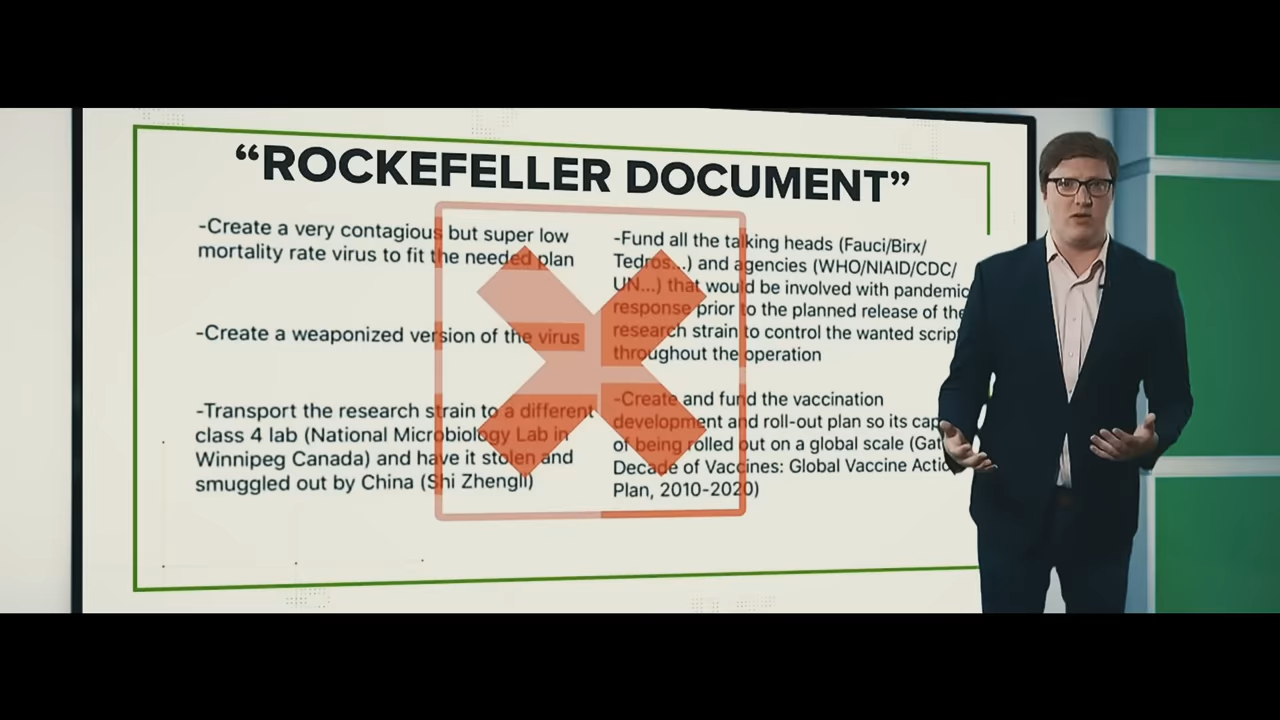 “ROCKEFELLER DOCUMENT”
-Create a very contagious but super low
mortality rate virus to fit the needed plan
-Create a weaponized version of the virus
-Transport the research strain to a different
class 4 lab (National Microbiology Lab in
Winnipeg Canada) and have it stolen and
smuggled out by China (Shi Zhengli)
-Fund all the talking heads (Fauci/Birx/
Tedros...) and agencies (WHO/NIAID/CDC/
UN...) that would be involved with pandemic
response prior to the planned release of the
research strain to control the wanted scrip
throughout the operation
-Create and fund the vaccination
development and roll-out plan so its cap
of being rolled out on a global scale (Gat
Decade of Vaccines: Global Vaccine Actio
Plan, 2010-2020)